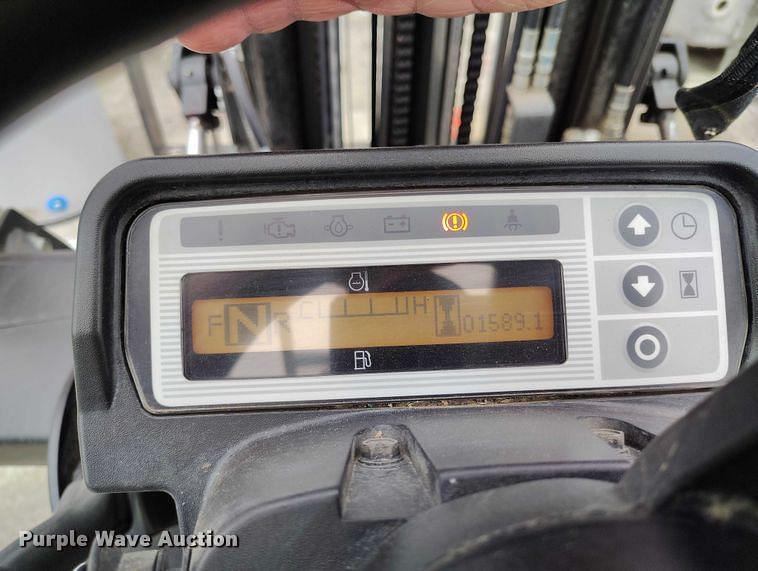 F N R C H 01589.1
Purple Wave Auction